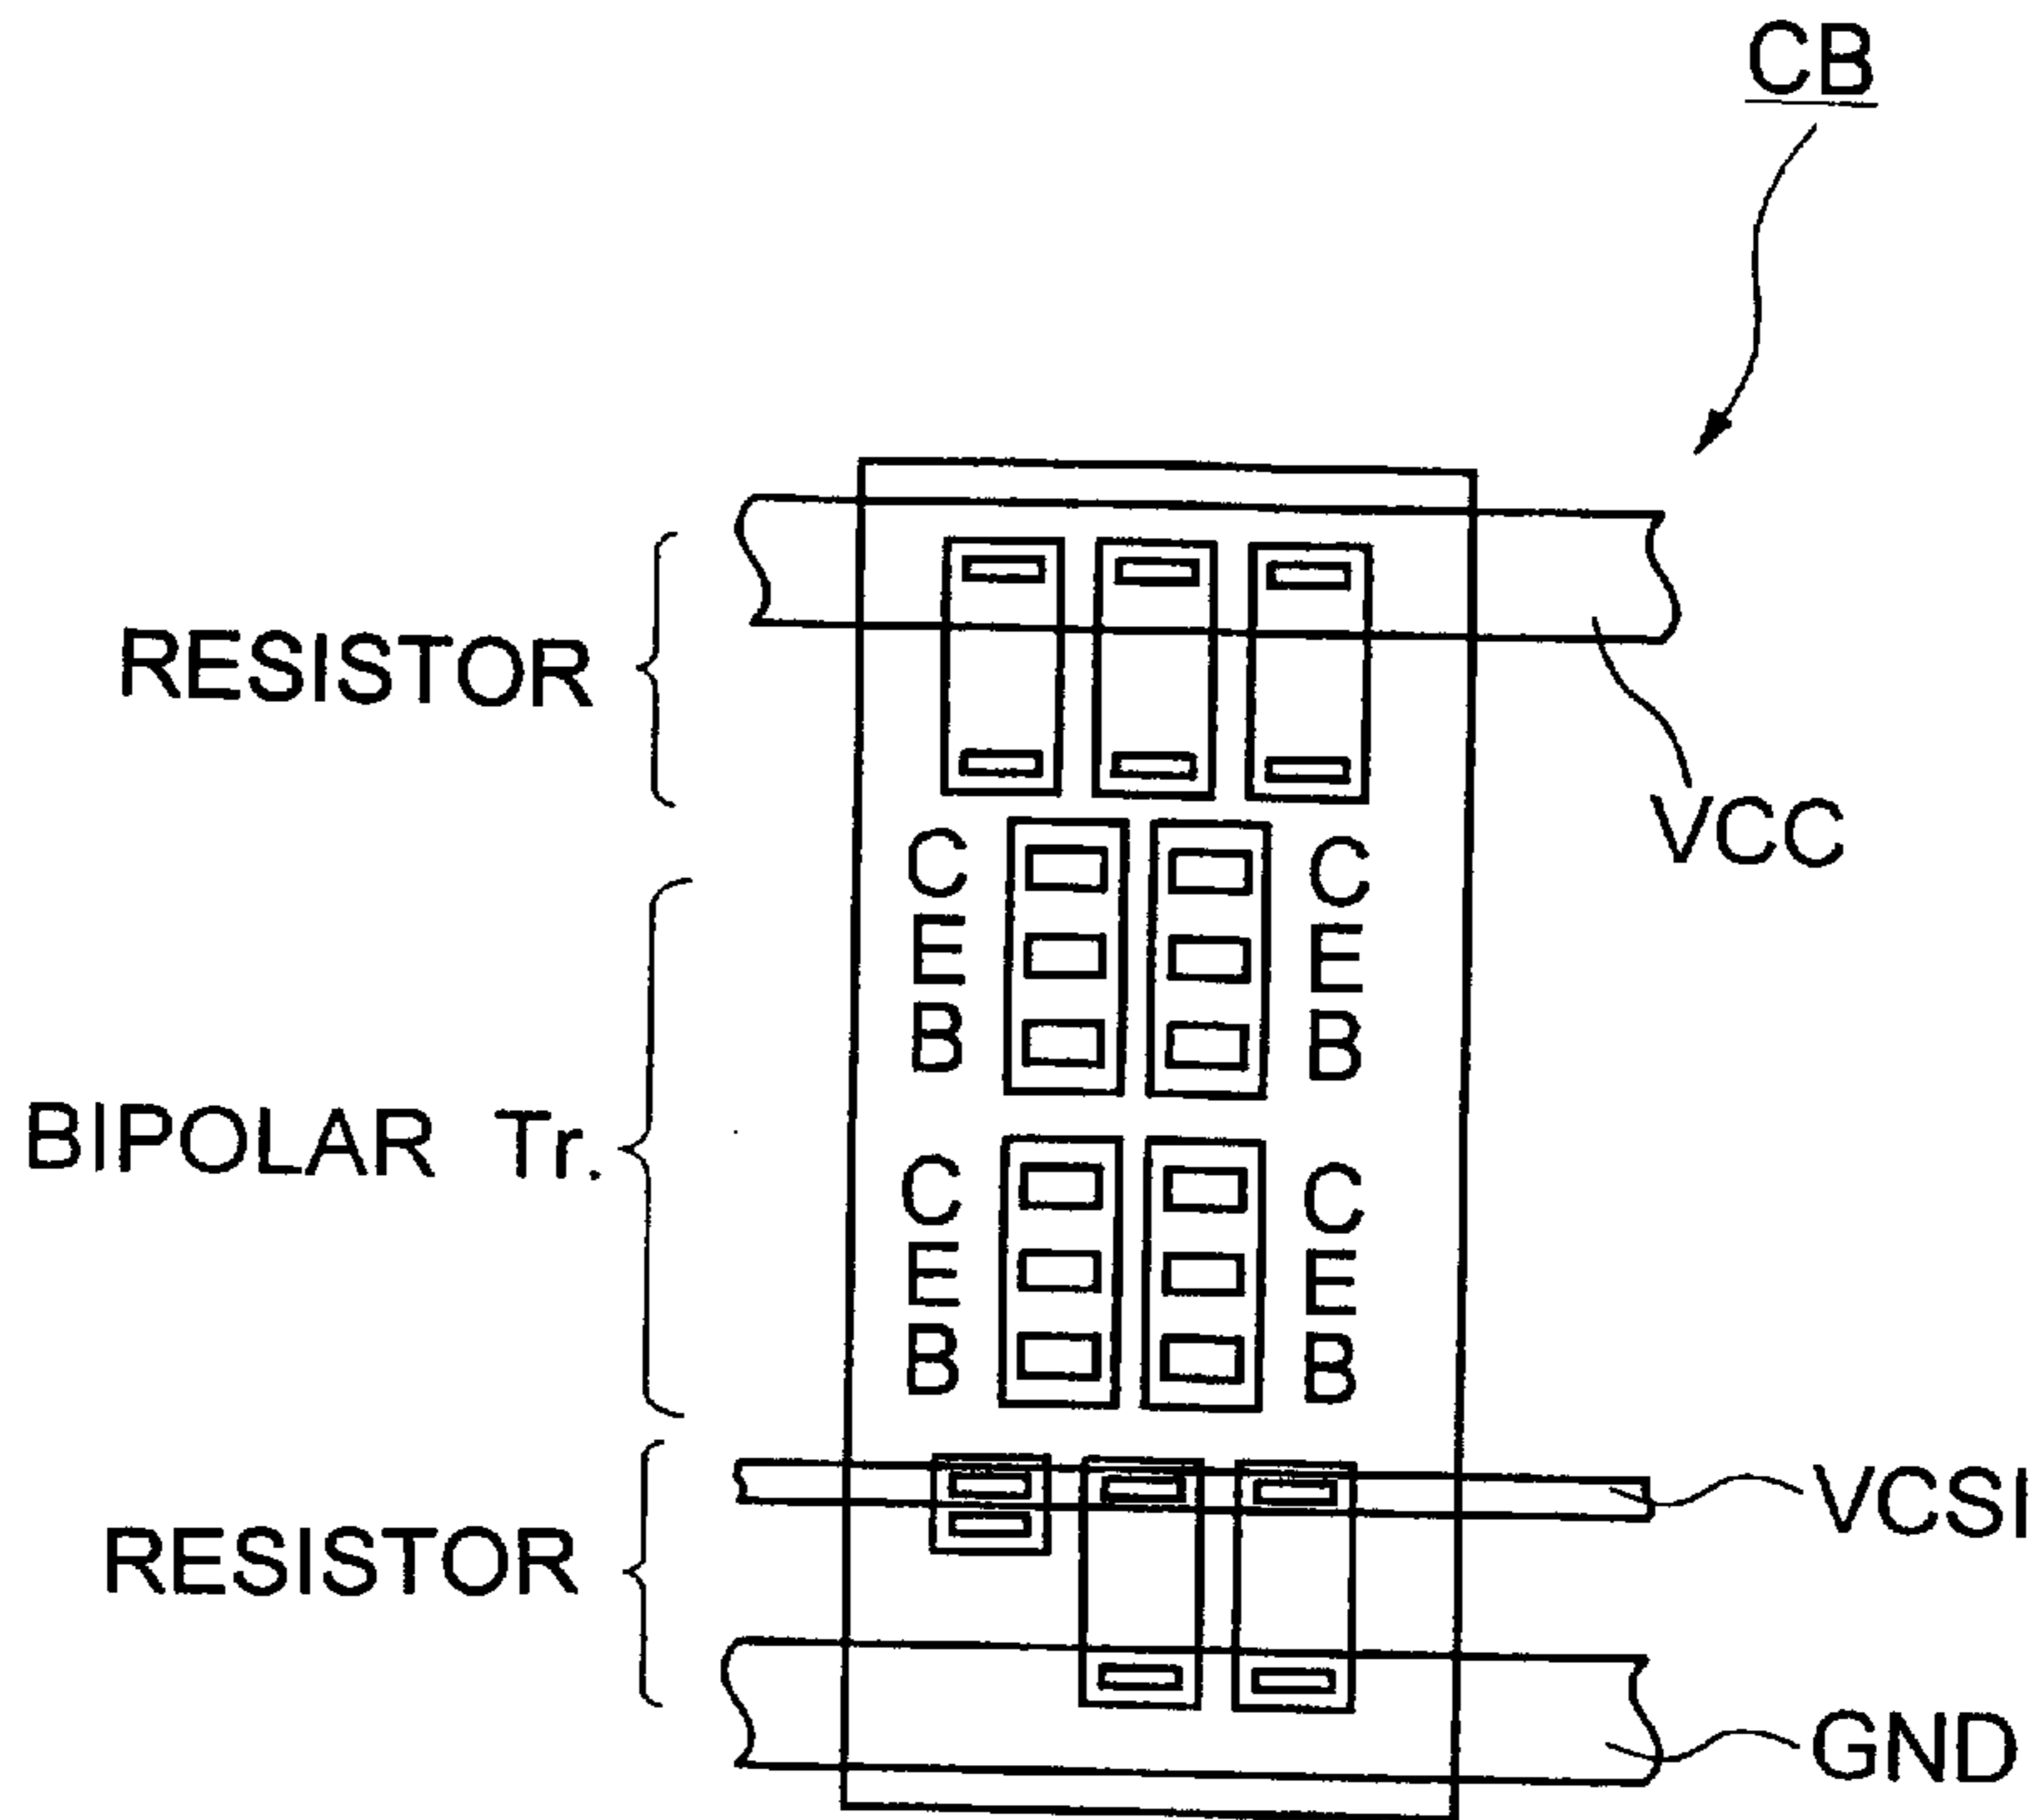 CB
RESISTOR
VCC
C C
E E
B B
BIPOLAR Tr.
C C
E E
B B
VCSI
RESISTOR
GND